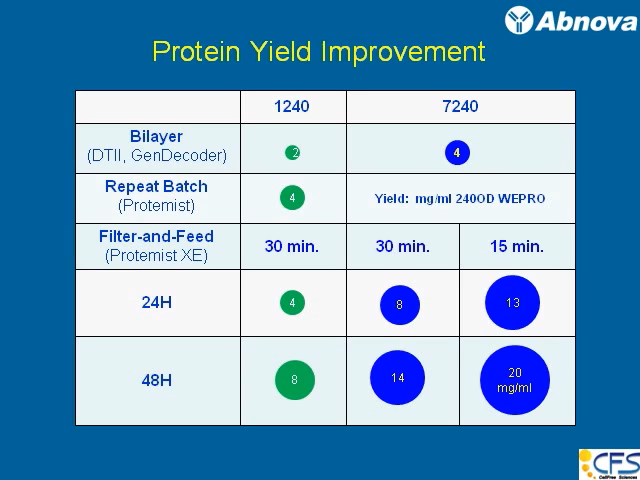 Abnova
Protein Yield Improvement
1240
7240
Bilayer
(DTII, GenDecoder)
2
4
Repeat Batch
(Protemist)
4
Yield: mg/ml 240OD WEPRO
Filter-and-Feed
(Protemist XE)
30 min.
30 min.
15 min.
24H
4
8
13
48H
8
14
20
mg/ml
CFS
CellFree Sciences